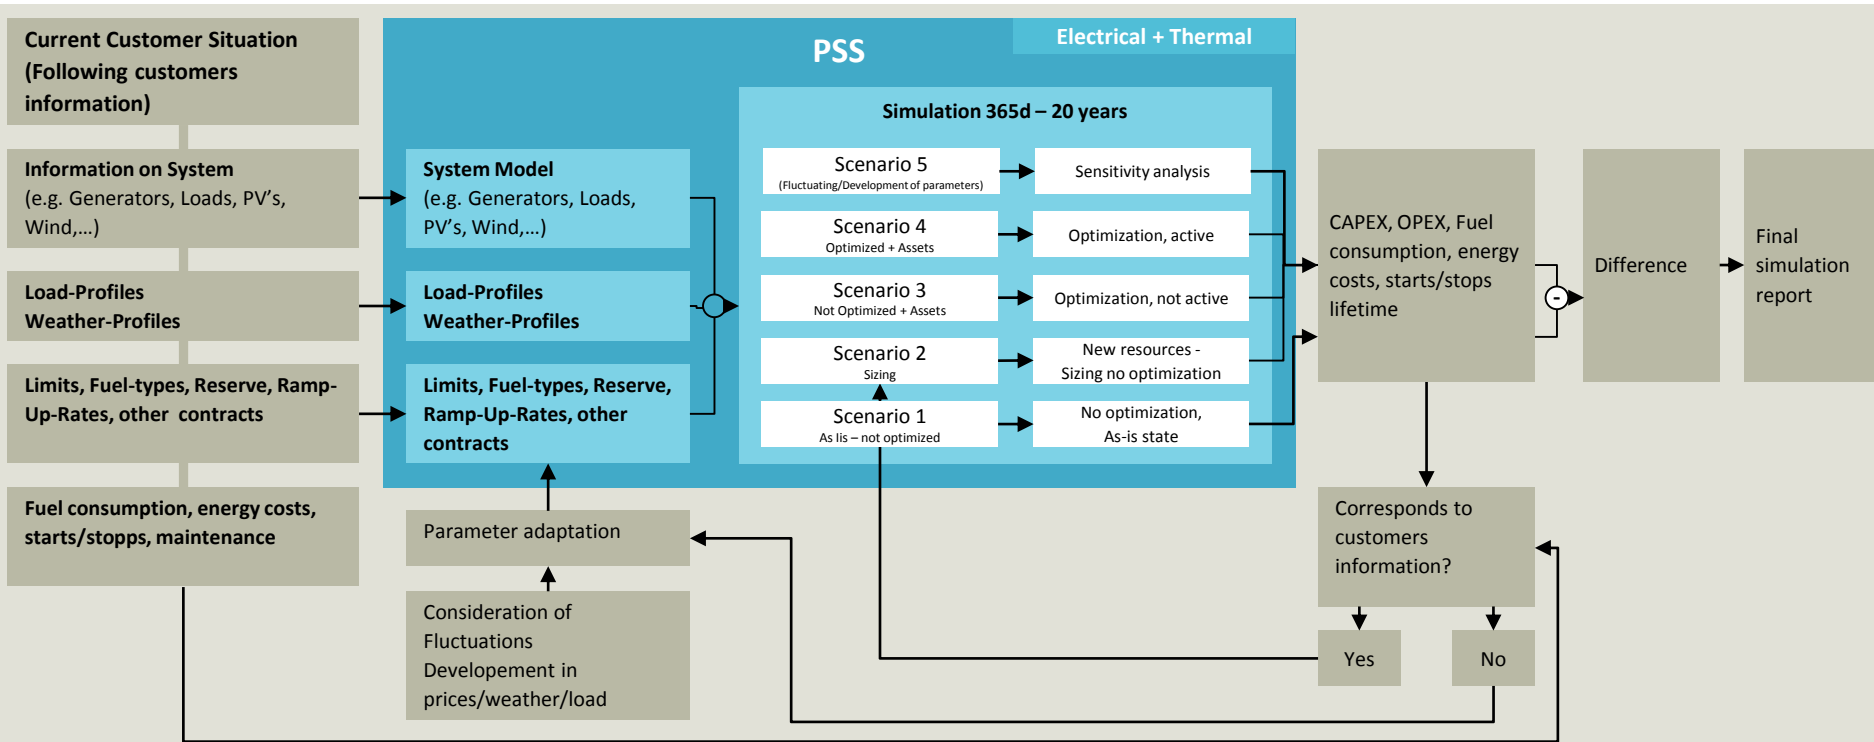 Current Customer Situation
(Following customers
information)
Information on System
(e.g. Generators, Loads, PV's,
Wind,...)
Load-Profiles
Weather-Profiles
Limits, Fuel-types, Reserve, Ramp-
Up-Rates, other contracts
Fuel consumption, energy costs,
starts/stopps, maintenance
PSS
Electrical + Thermal
System Model
(e.g. Generators, Loads,
PV's, Wind,...)
Load-Profiles
Weather-Profiles
Limits, Fuel-types, Reserve,
Ramp-Up-Rates, other
contracts
Parameter adaptation
Consideration of
Fluctuations
Developement in
prices/weather/load
Simulation 365d – 20 years
Scenario 5
(Fluctuating/Development of parameters)
Sensitivity analysis
Scenario 4
Optimized + Assets
Optimization, active
Scenario 3
Not Optimized + Assets
Optimization, not active
Scenario 2
Sizing
New resources -
Sizing no optimization
Scenario 1
As Iis – not optimized
No optimization,
As-is state
CAPEX, OPEX, Fuel
consumption, energy
costs, starts/stops
lifetime
-
Difference
Final
simulation
report
Corresponds to
customers
information?
Yes
No